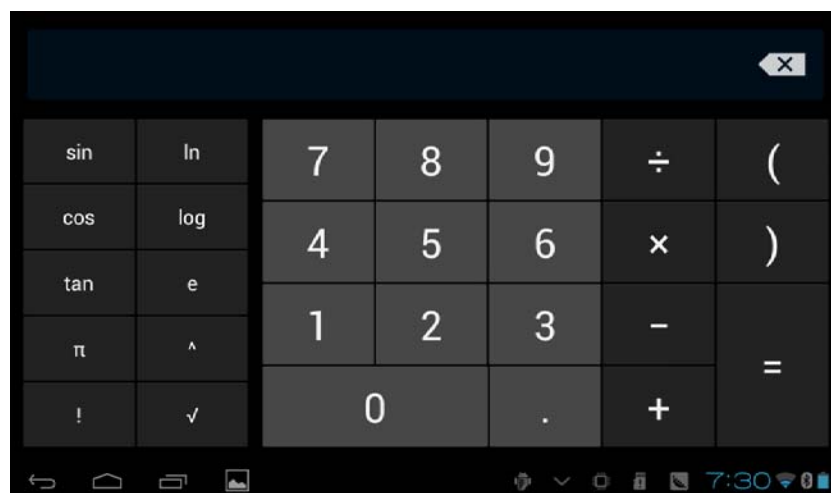 sin ln 7 8 9 ÷ (
cos log 4 5 6 × )
tan e 1 2 3 −
π ^ =
! √ 0 . +
7:30